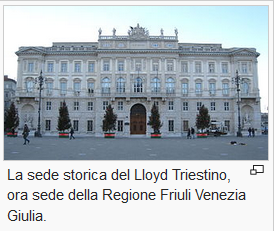 La sede storica del Lloyd Triestino,
ora sede della Regione Friuli Venezia
Giulia.